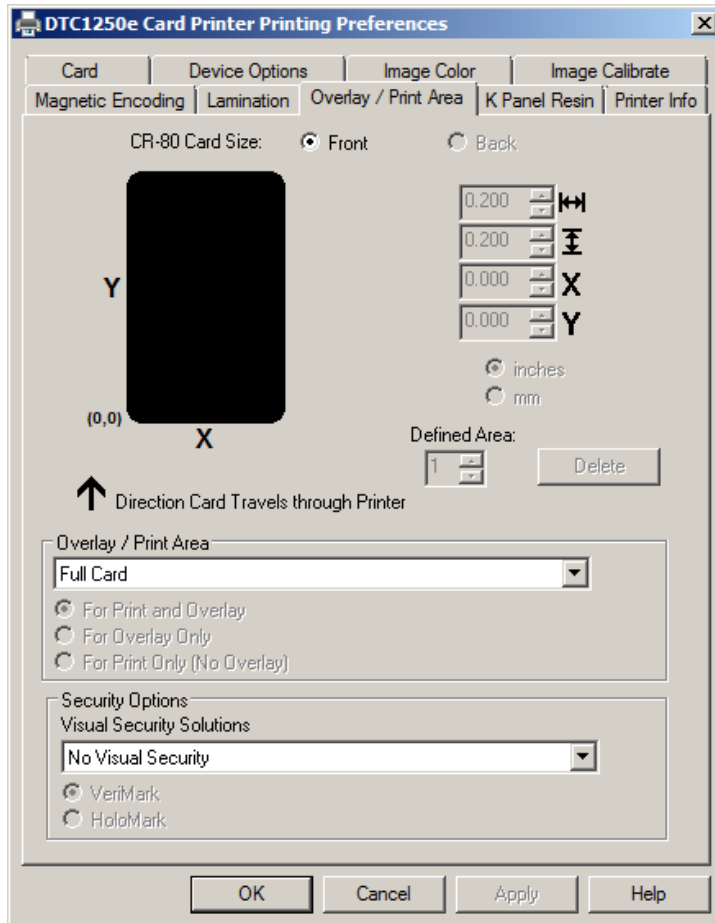 DTC1250e Card Printer Printing Preferences
Card Device Options Image Color Image Calibrate
Magnetic Encoding Lamination Overlay / Print Area K Panel Resin Printer Info
CR-80 Card Size: Front Back
0.200
0.200
Y
0.000 X
0.000 Y
inches
mm
(0,0)
X
Defined Area:
1 Delete
Direction Card Travels through Printer
Overlay / Print Area
Full Card
For Print and Overlay
For Overlay Only
For Print Only (No Overlay)
Security Options
Visual Security Solutions
No Visual Security
VeriMark
HoloMark
OK Cancel Apply Help